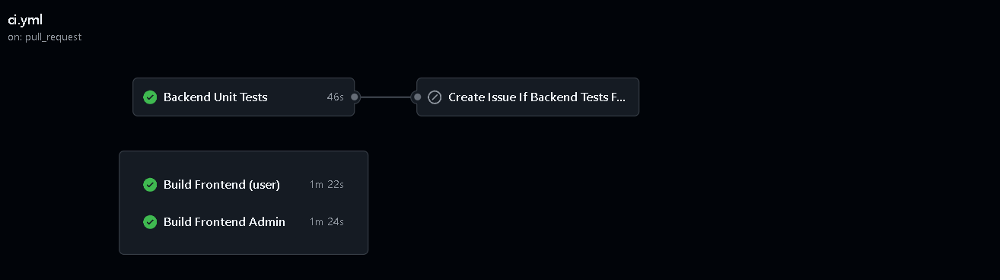 ci.yml
on: pull_request
Backend Unit Tests 46s
Create Issue If Backend Tests F...
Build Frontend (user) 1m 22s
Build Frontend Admin 1m 24s